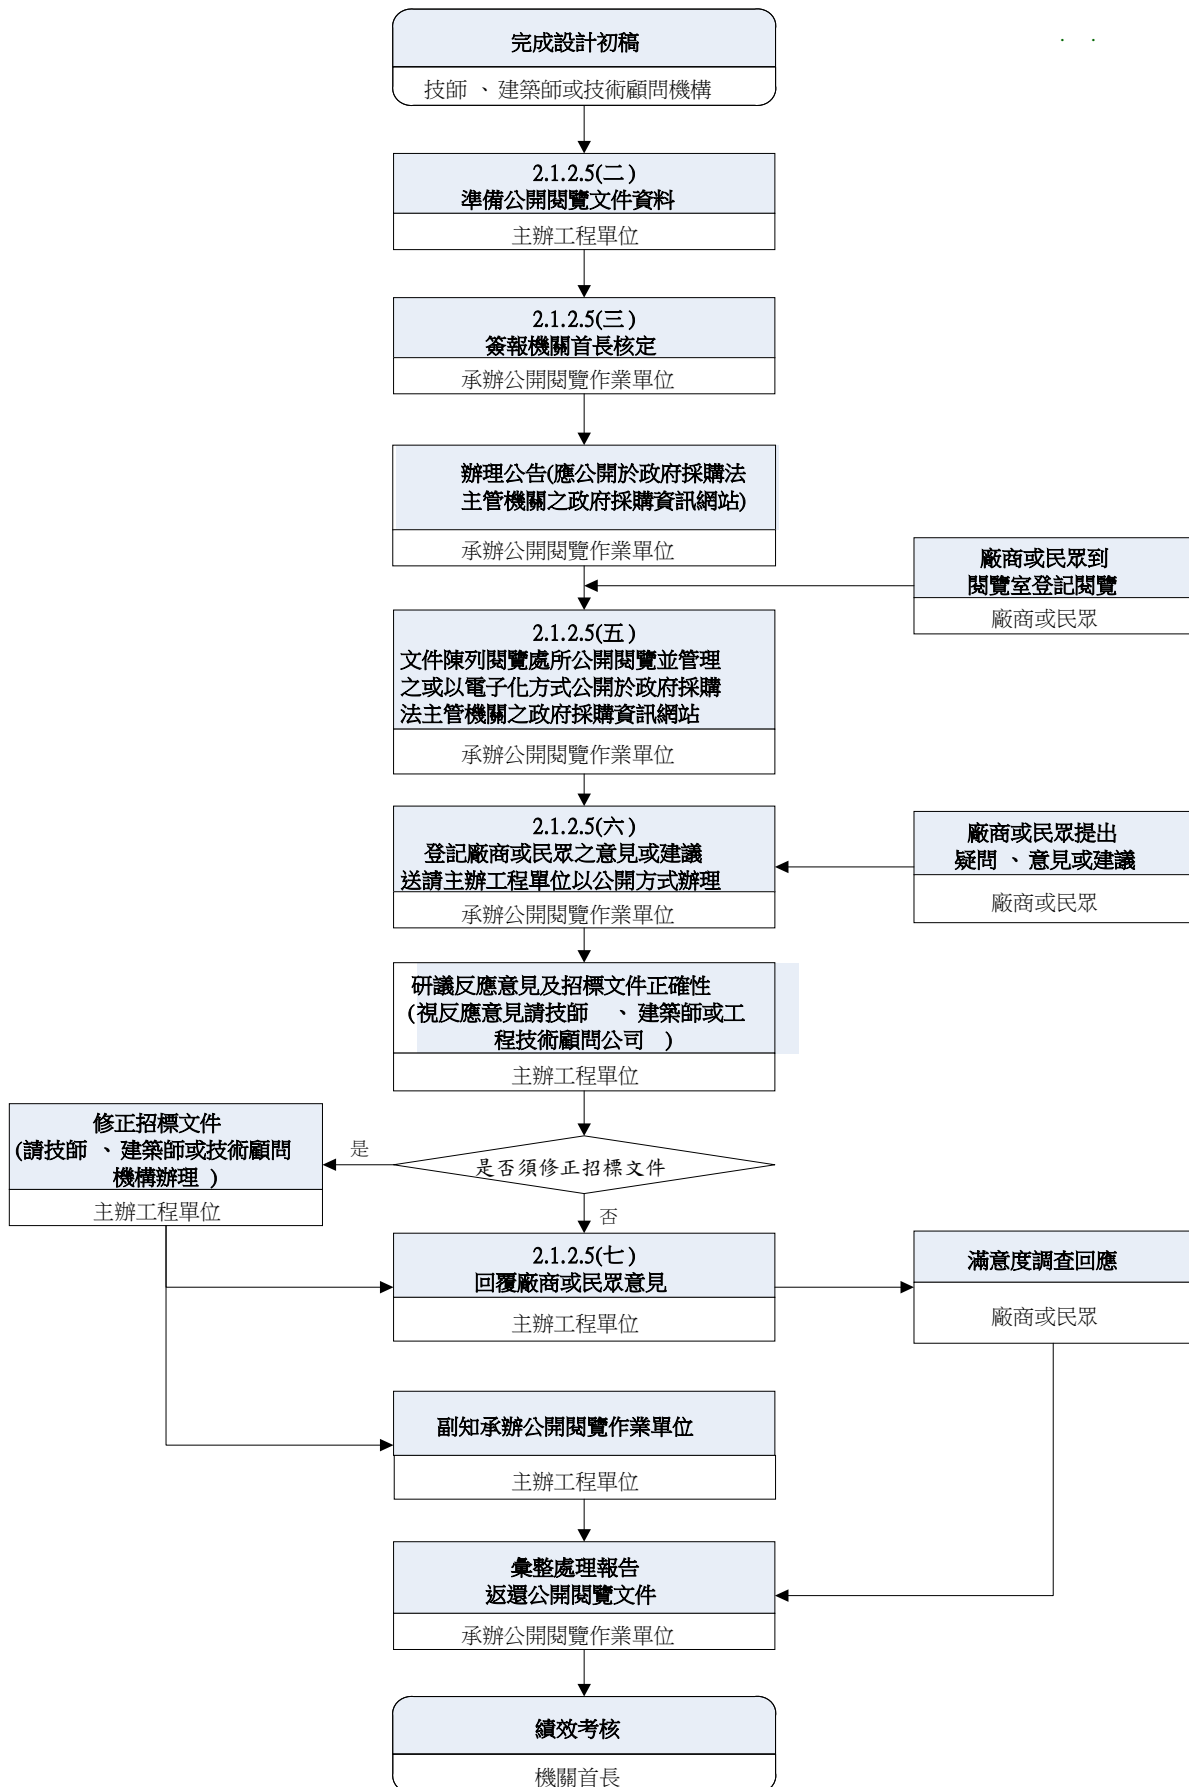 完成設計初稿
技師 、建築師或技術顧問機構
2.1.2.5(二)
準備公開閱覽文件資料
主辦工程單位
2.1.2.5(三)
簽報機關首長核定
承辦公開閱覽作業單位
辦理公告(應公開於政府採購法
主管機關之政府採購資訊網站)
承辦公開閱覽作業單位
廠商或民眾到
閱覽室登記閱覽
廠商或民眾
2.1.2.5(五)
文件陳列閱覽處所公開閱覽並管理
之或以電子化方式公開於政府採購
法主管機關之政府採購資訊網站
承辦公開閱覽作業單位
2.1.2.5(六)
登記廠商或民眾之意見或建議
送請主辦工程單位以公開方式辦理
承辦公開閱覽作業單位
廠商或民眾提出
疑問 、意見或建議
廠商或民眾
研議反應意見及招標文件正確性
(視反應意見請技師 、建築師或工
程技術顧問公司 )
主辦工程單位
是否須修正招標文件
是
否
修正招標文件
(請技師 、建築師或技術顧問
機構辦理 )
主辦工程單位
2.1.2.5(七)
回覆廠商或民眾意見
主辦工程單位
滿意度調查回應
廠商或民眾
副知承辦公開閱覽作業單位
主辦工程單位
彙整處理報告
返還公開閱覽文件
承辦公開閱覽作業單位
績效考核
機關首長